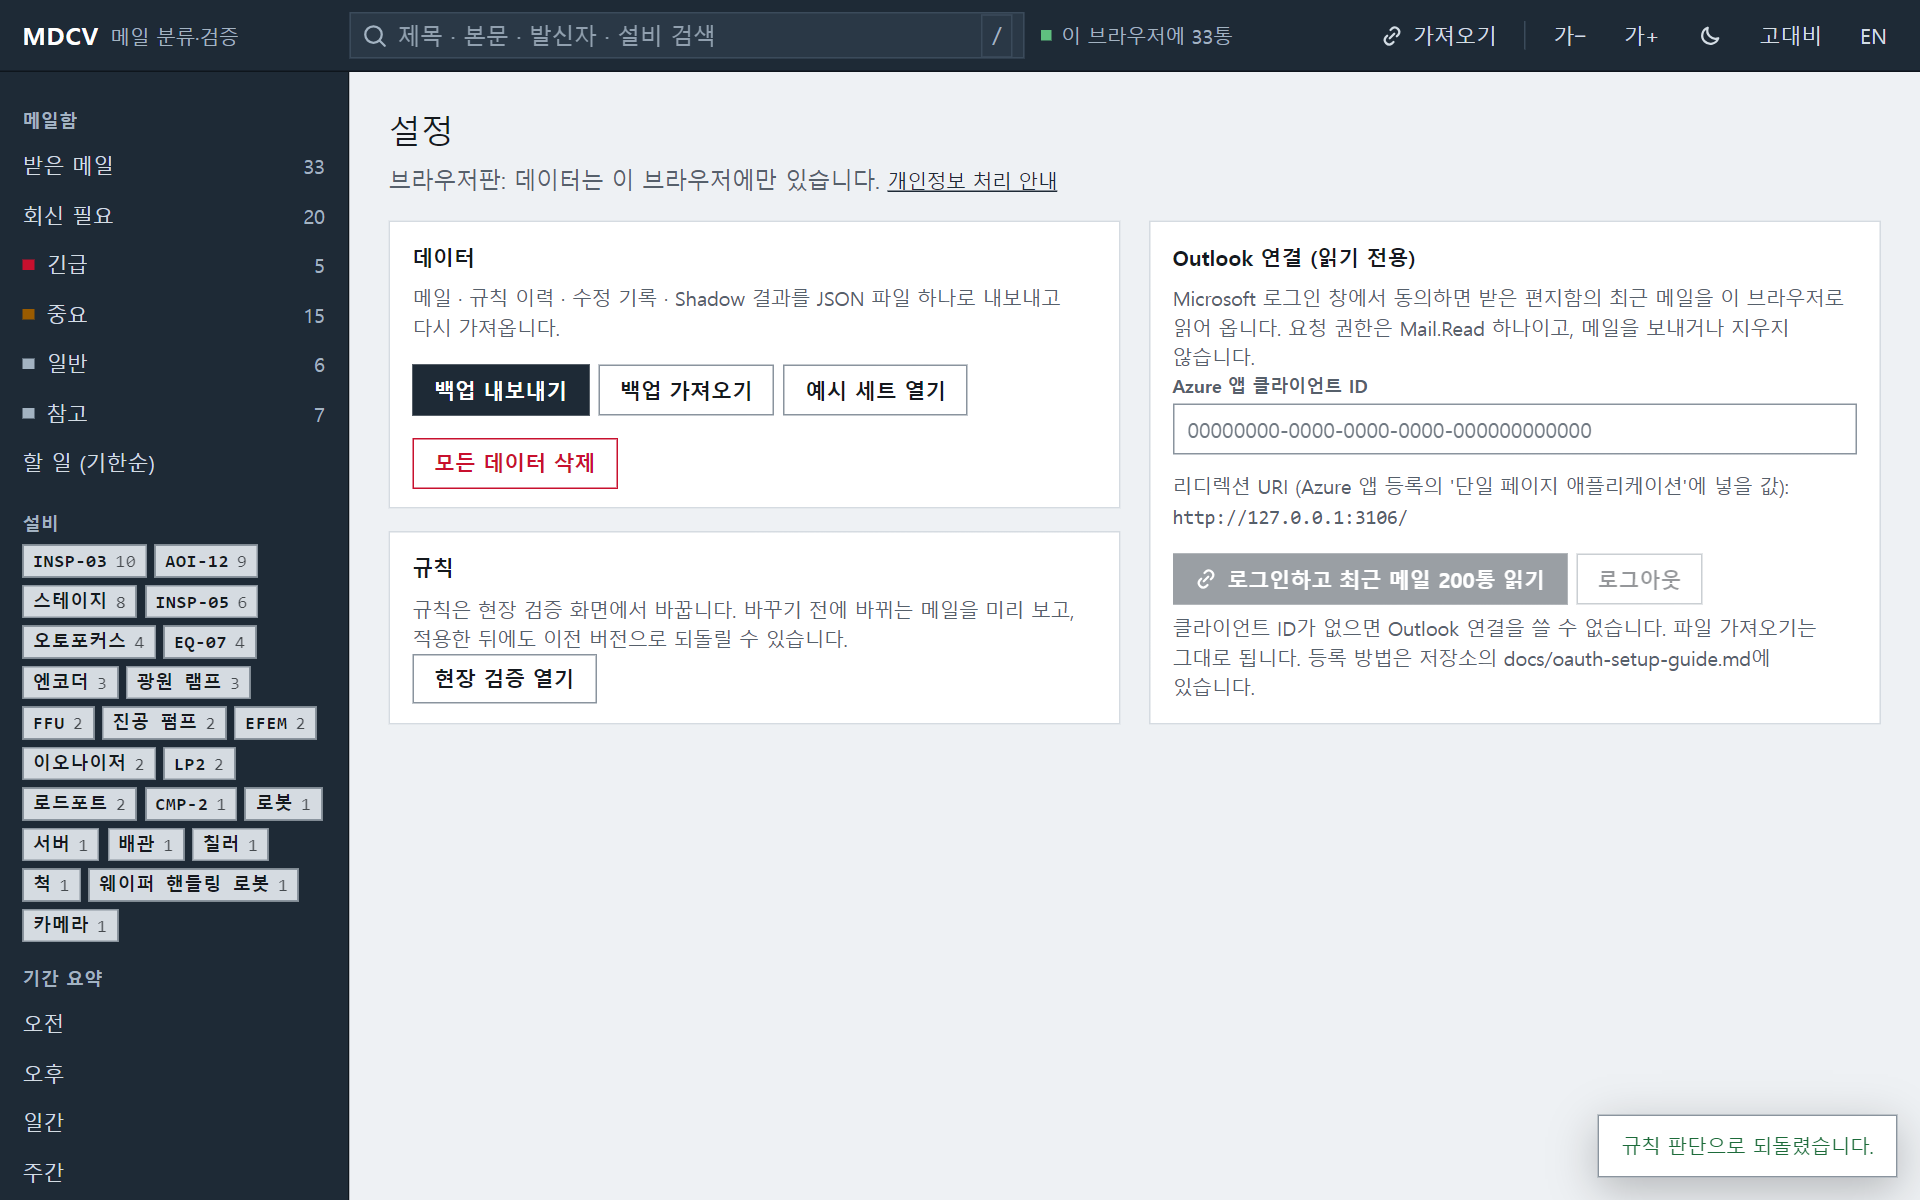 MDCV 메일 분류·검증
제목 · 본문 · 발신자 · 설비 검색 /
이 브라우저에 33통
가져오기
가−
가+
고대비
EN
메일함
받은 메일 33
회신 필요 20
긴급 5
중요 15
일반 6
참고 7
할 일 (기한순)
설비
INSP-03 10 AOI-12 9
스테이지 8 INSP-05 6
오토포커스 4 EQ-07 4
엔코더 3 광원 램프 3
FFU 2 진공 펌프 2 EFEM 2
이오나이저 2 LP2 2
로드포트 2 CMP-2 1 로봇 1
서버 1 배관 1 칠러 1
척 1 웨이퍼 핸들링 로봇 1
카메라 1
기간 요약
오전
오후
일간
주간
설정
브라우저판: 데이터는 이 브라우저에만 있습니다. 개인정보 처리 안내
데이터
메일 · 규칙 이력 · 수정 기록 · Shadow 결과를 JSON 파일 하나로 내보내고
다시 가져옵니다.
백업 내보내기 백업 가져오기 예시 세트 열기
모든 데이터 삭제
규칙
규칙은 현장 검증 화면에서 바꿉니다. 바꾸기 전에 바뀌는 메일을 미리 보고,
적용한 뒤에도 이전 버전으로 되돌릴 수 있습니다.
현장 검증 열기
Outlook 연결 (읽기 전용)
Microsoft 로그인 창에서 동의하면 받은 편지함의 최근 메일을 이 브라우저로
읽어 옵니다. 요청 권한은 Mail.Read 하나이고, 메일을 보내거나 지우지
않습니다.
Azure 앱 클라이언트 ID
00000000-0000-0000-0000-000000000000
리디렉션 URI (Azure 앱 등록의 '단일 페이지 애플리케이션'에 넣을 값):
http://127.0.0.1:3106/
로그인하고 최근 메일 200통 읽기 로그아웃
클라이언트 ID가 없으면 Outlook 연결을 쓸 수 없습니다. 파일 가져오기는
그대로 됩니다. 등록 방법은 저장소의 docs/oauth-setup-guide.md에
있습니다.
규칙 판단으로 되돌렸습니다.